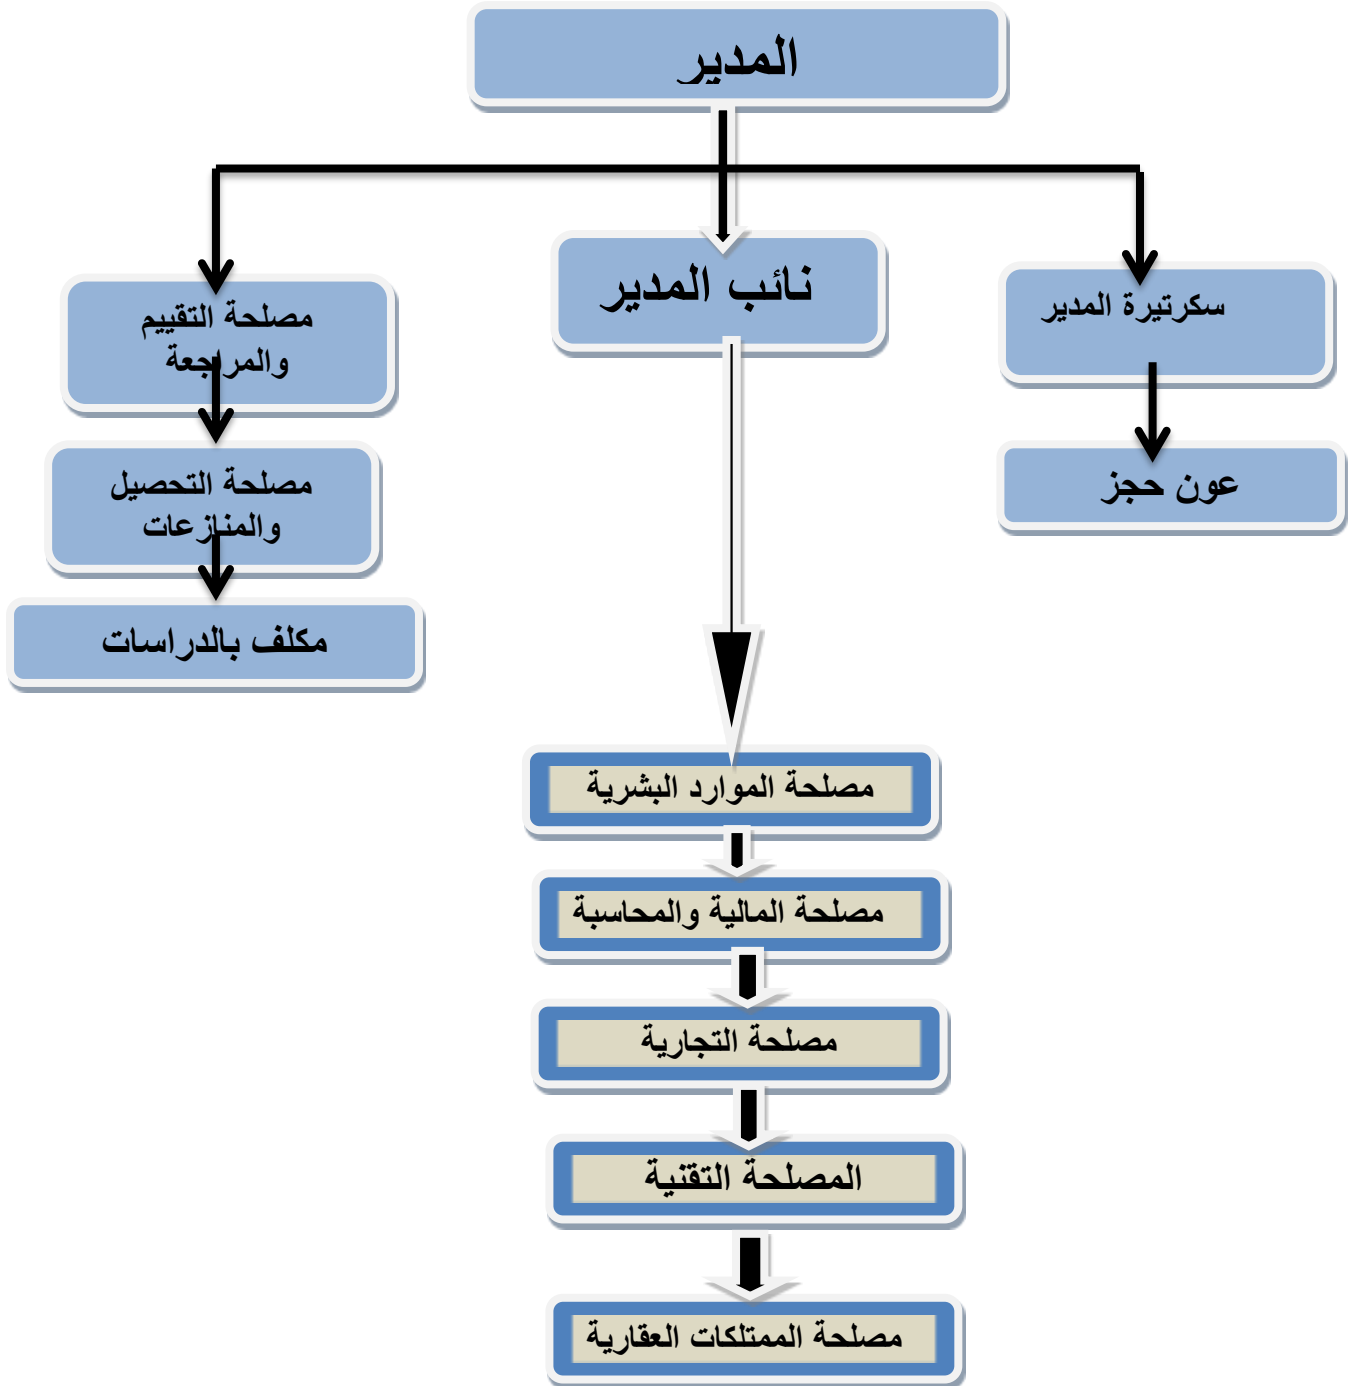 المدير
سكرتيرة المدير
نائب المدير
مصلحة التقييم
والمراجعة
عون حجز
مصلحة التحصيل
والمنازعات
مكلف بالدراسات
مصلحة الموارد البشرية
مصلحة المالية والمحاسبة
مصلحة التجارية
المصلحة التقنية
مصلحة الممتلكات العقارية